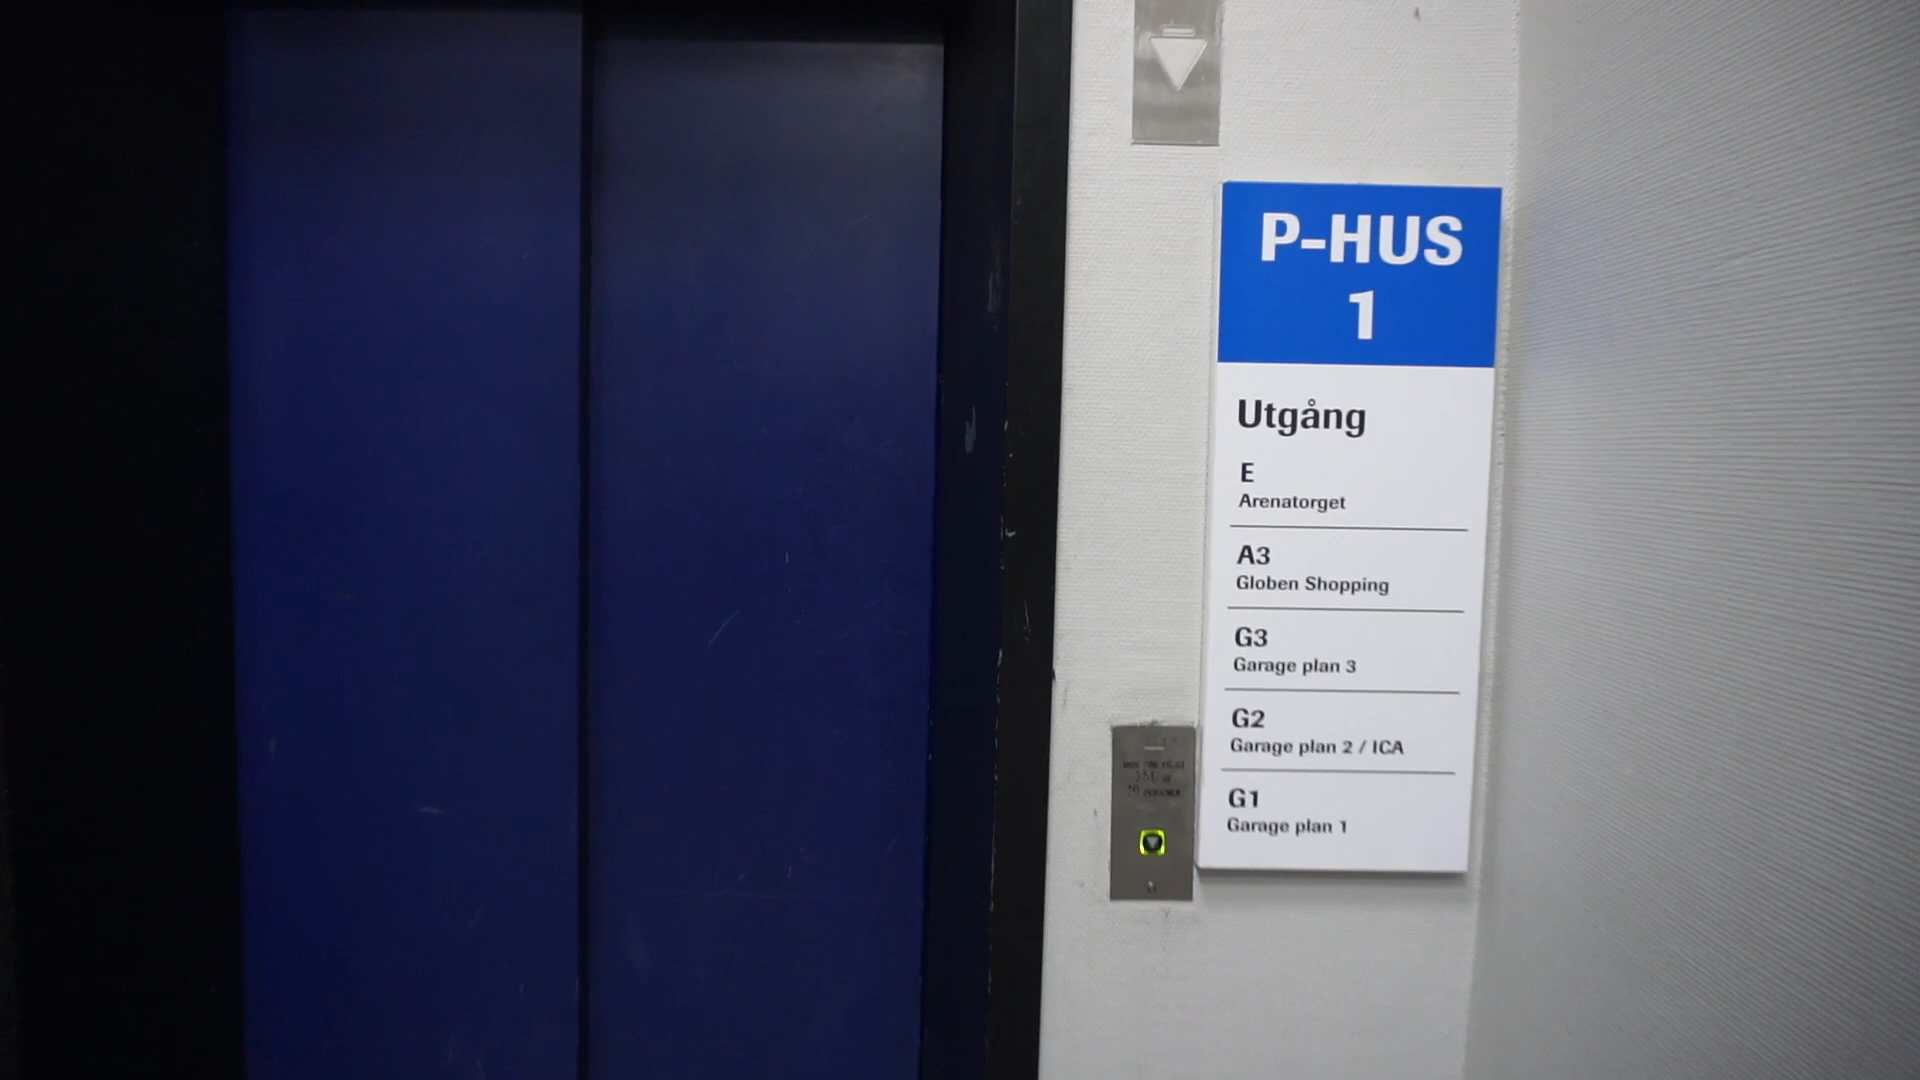 P-HUS
1
Utgång
E
Arenatorget
A3
Globen Shopping
G3
Garage plan 3
G2
Garage plan 2 / ICA
G1
Garage plan 1
PERSONER